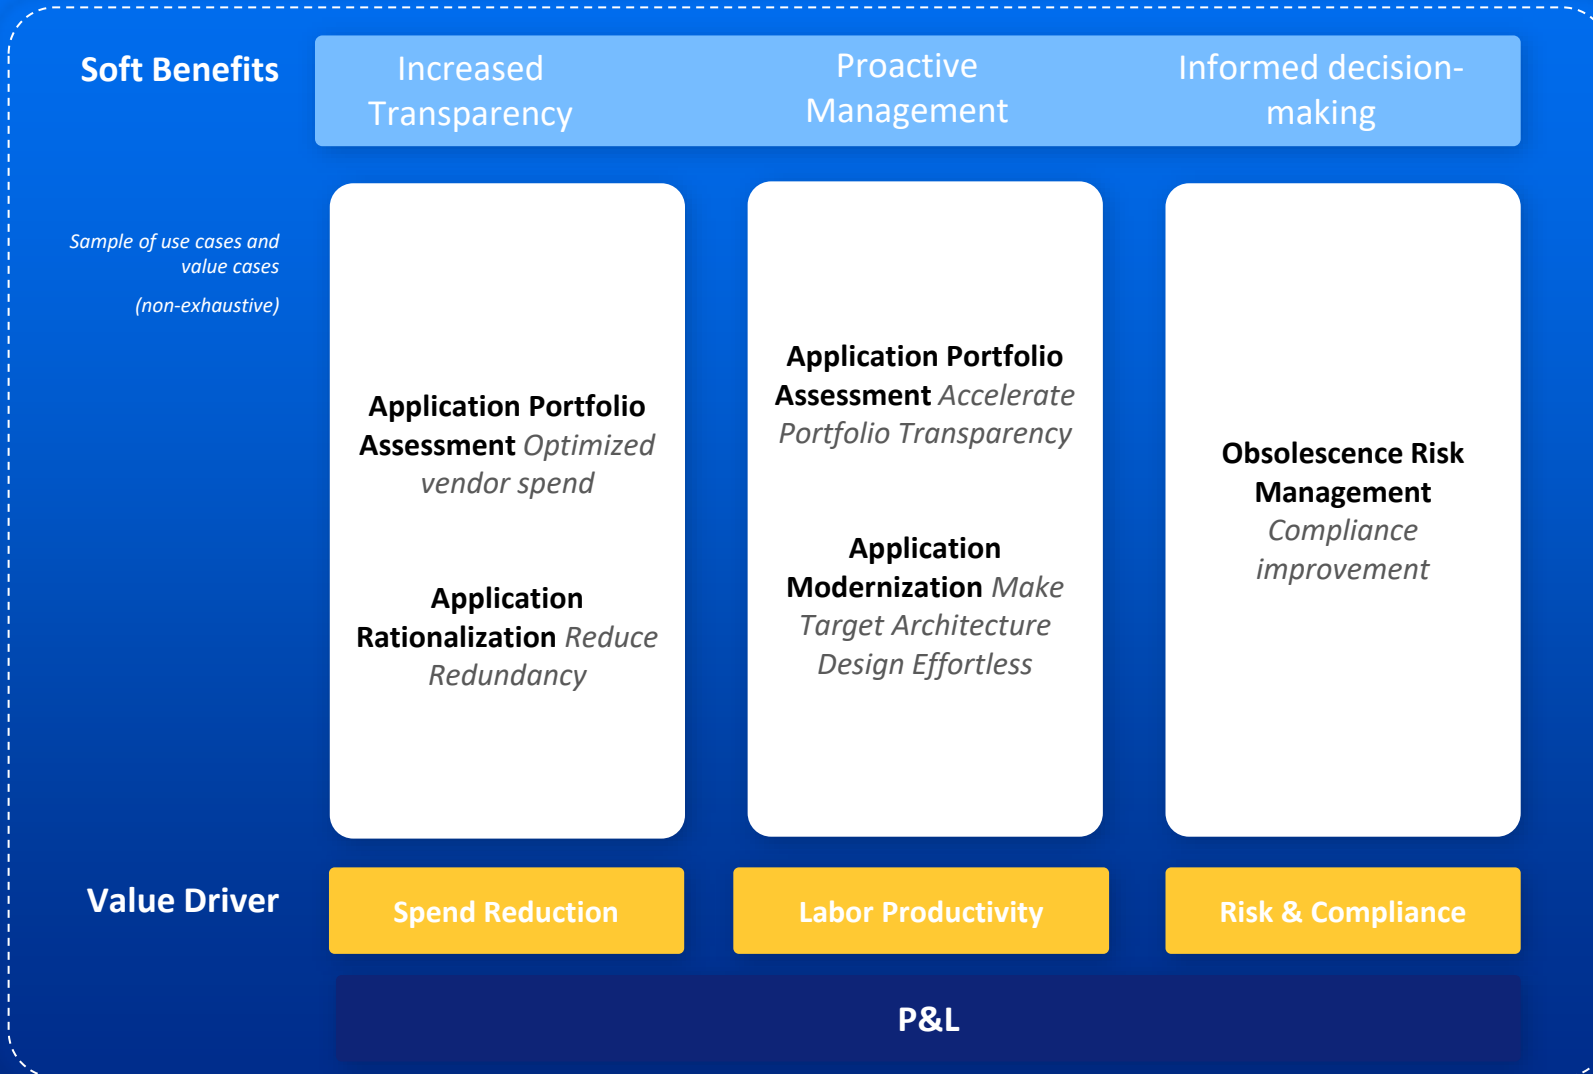 Soft Benefits
Increased
Transparency
Proactive
Management
Informed decision-
making
Sample of use cases and
value cases
(non-exhaustive)
Application Portfolio
Assessment Optimized
vendor spend
Application
Rationalization Reduce
Redundancy
Application Portfolio
Assessment Accelerate
Portfolio Transparency
Application
Modernization Make
Target Architecture
Design Effortless
Obsolescence Risk
Management
Compliance
improvement
Value Driver
Spend Reduction
Labor Productivity
Risk & Compliance
P&L